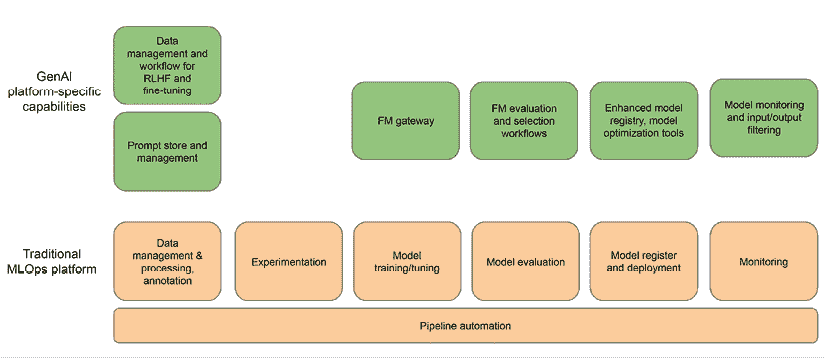 GenAI
platform-specific
capabilities
Data
management and
workflow for
RLHF and
fine-tuning
Prompt store and
management
FM gateway
FM evaluation
and selection
workflows
Enhanced model
registry, model
optimization tools
Model monitoring
and input/output
filtering
Traditional
MLOps platform
Data
management &
processing,
annotation
Experimentation
Model
training/tuning
Model evaluation
Model register
and deployment
Monitoring
Pipeline automation